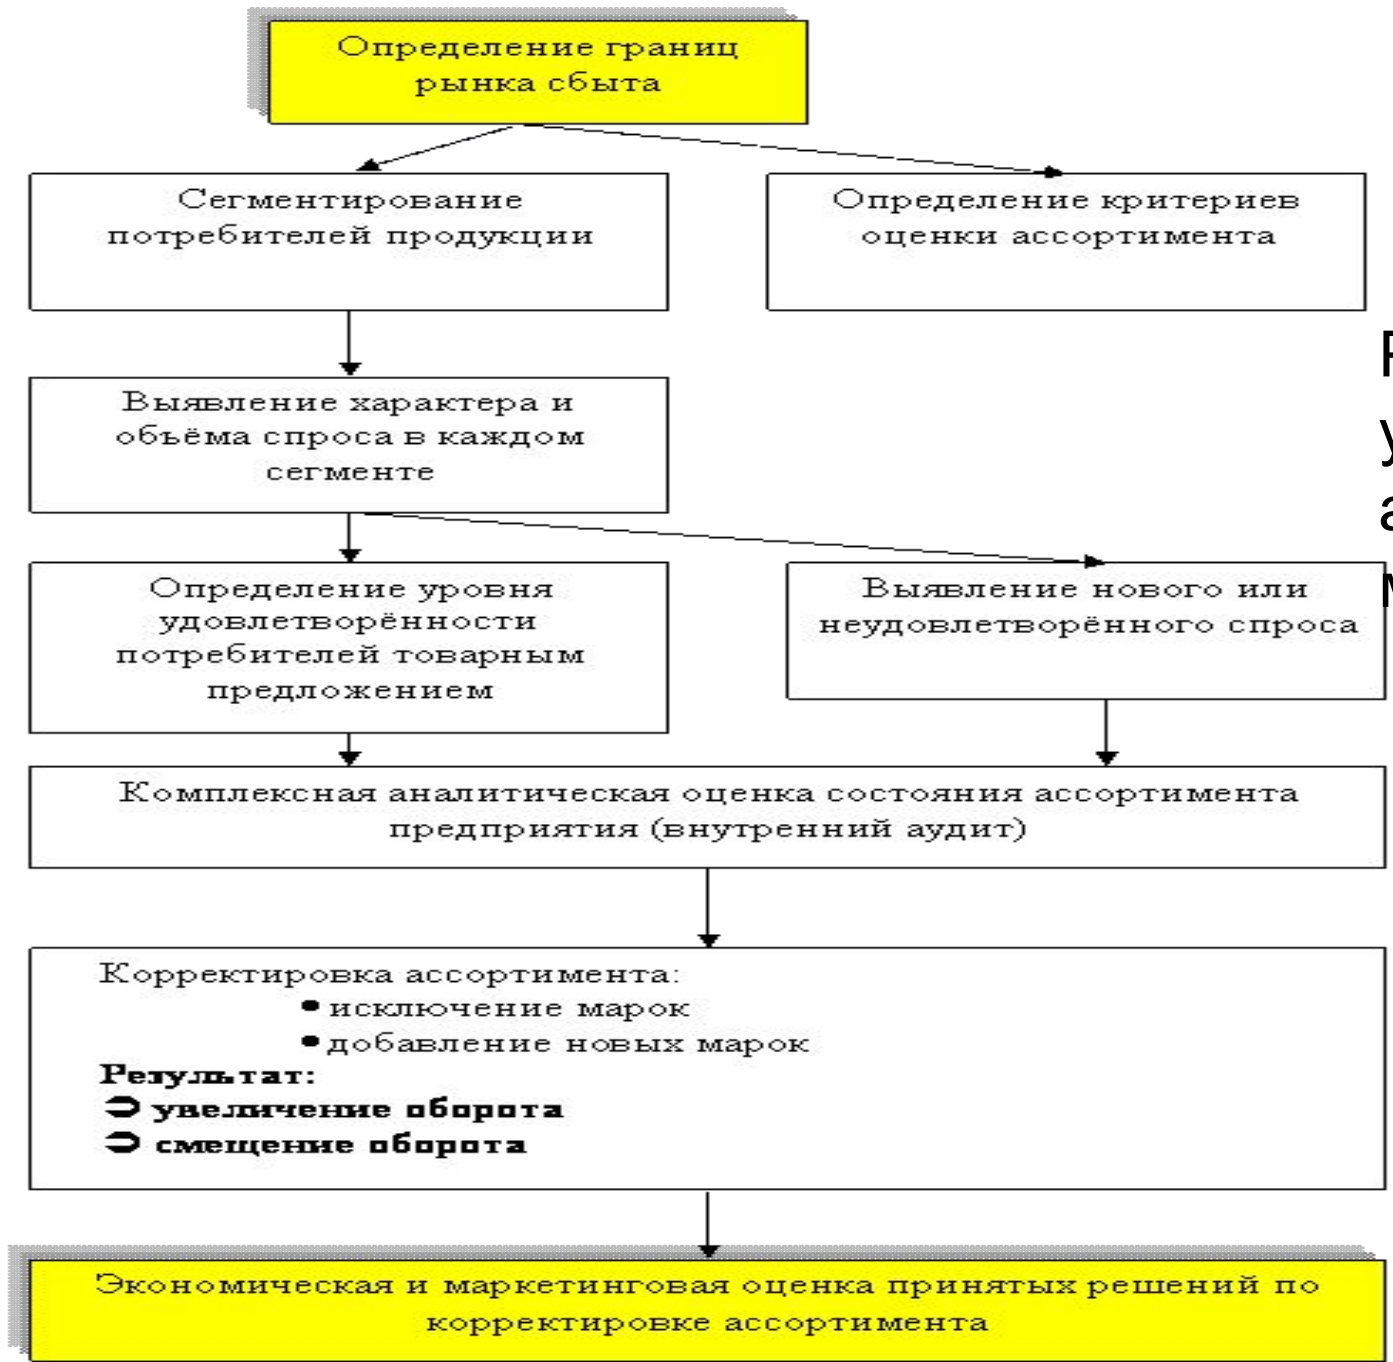 Определение границ
рынка сбыта
Сегментирование
потребителей продукции
Определение критериев
оценки ассортимента
Выявление характера и
объёма спроса в каждом
сегменте
Определение уровня
удовлетворённости
потребителей товарным
предложением
Выявление нового или
неудовлетворённого спроса
Комплексная аналитическая оценка состояния ассортимента
предприятия (внутренний аудит)
Корректировка ассортимента:
• исключение марок
• добавление новых марок
Результат:
➲ увеличение оборота
➲ смещение оборота
Экономическая и маркетинговая оценка принятых решений по
корректировке ассортимента